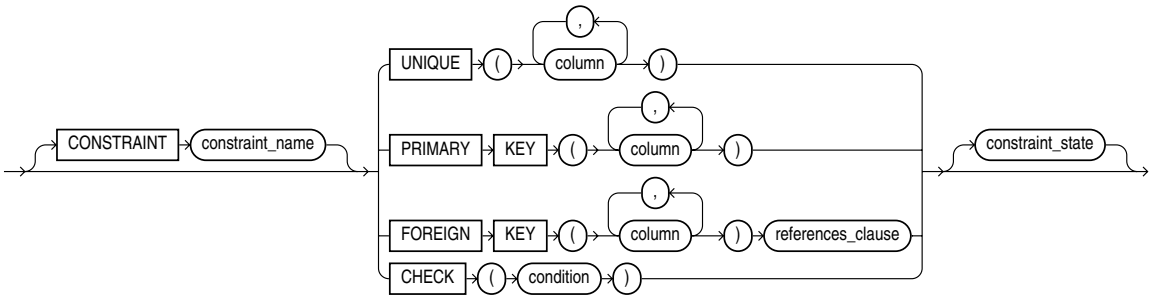 ,
UNIQUE ( column )
,
CONSTRAINT constraint_name PRIMARY KEY ( column ) constraint_state
,
FOREIGN KEY ( column ) references_clause
CHECK ( condition )